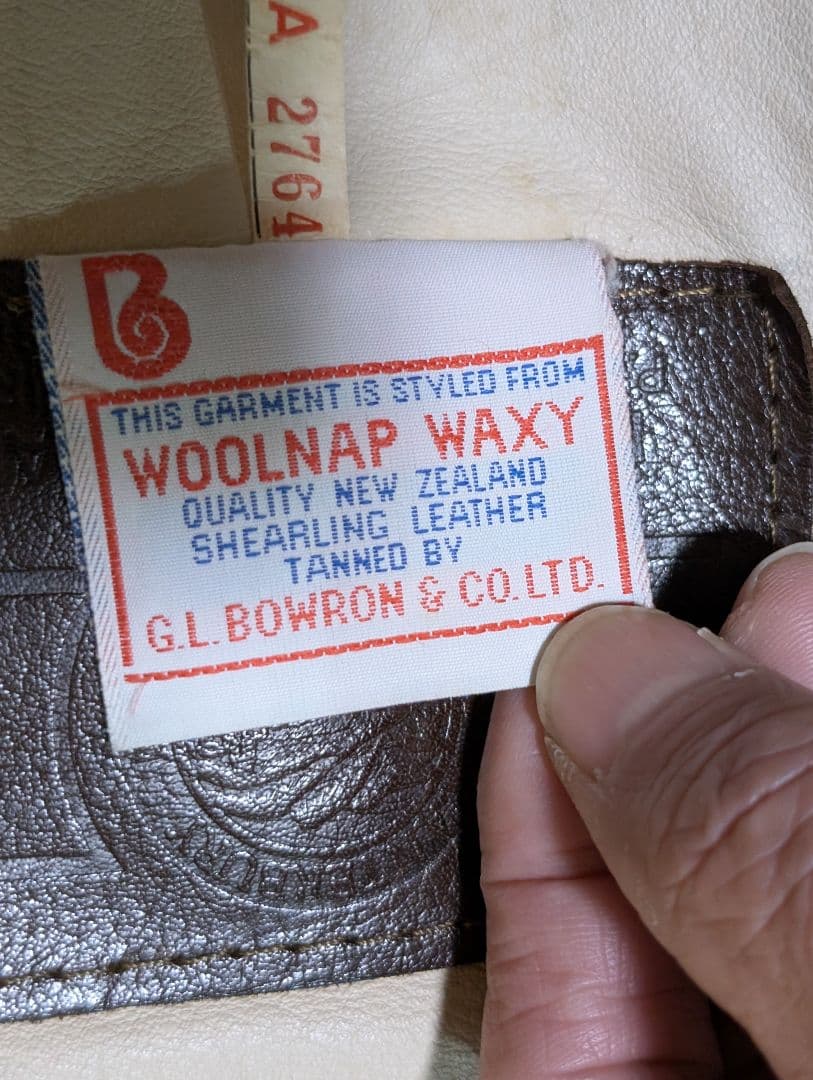 A 2764
B
THIS GARMENT IS STYLED FROM
WOOLNAP WAXY
QUALITY NEW ZEALAND
SHEARLING LEATHER
TANNED BY
G.L.BOWRON & CO.LTD.